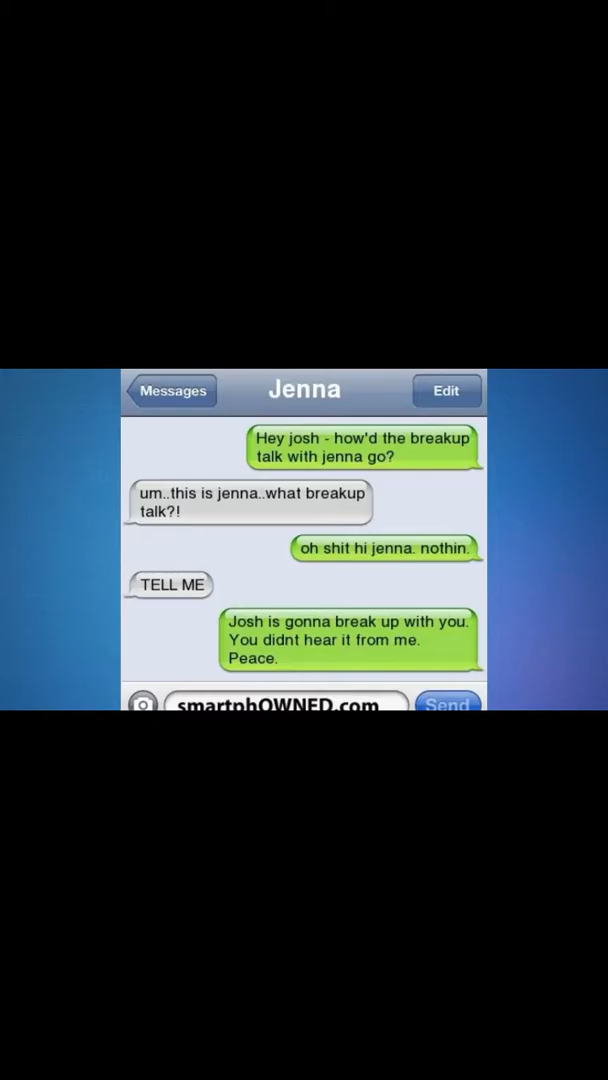 Messages
Jenna
Edit
Hey josh - how'd the breakup
talk with jenna go?
um..this is jenna..what breakup
talk?!
oh shit hi jenna. nothin.
TELL ME
Josh is gonna break up with you.
You didnt hear it from me.
Peace.
smartphOWNED.com
Send